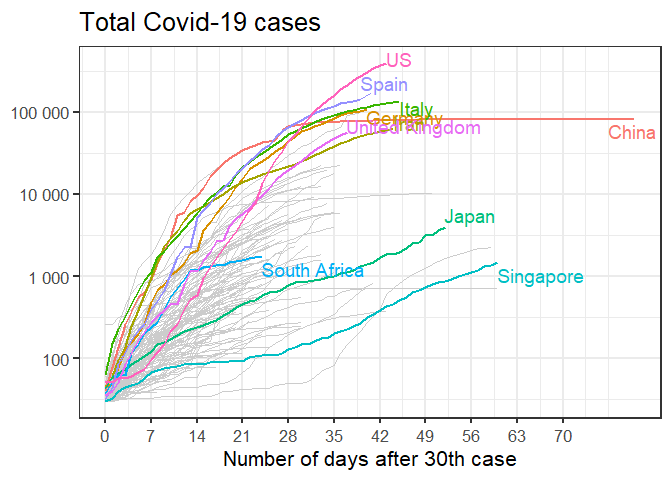 Total Covid-19 cases
US
Spain
100 000
Italy
Germany
United Kingdom
China
10 000
Japan
1 000
South Africa
Singapore
100
0 7 14 21 28 35 42 49 56 63 70
Number of days after 30th case